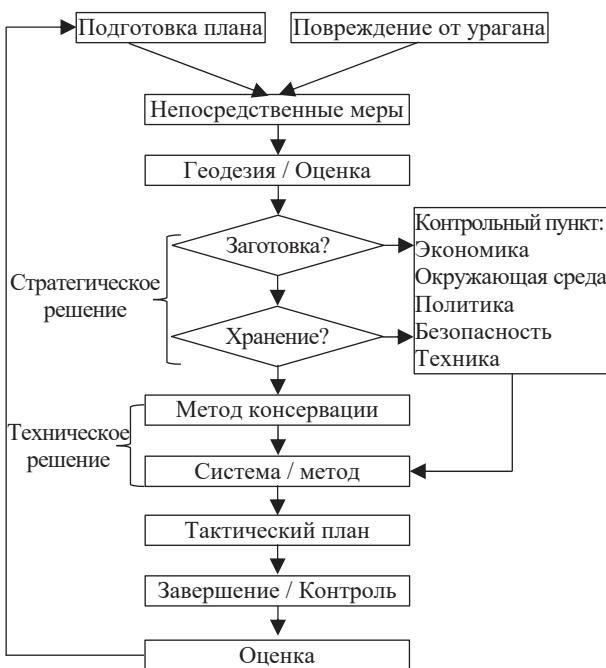 Подготовка плана
Повреждение от урагана
Непосредственные меры
Геодезия / Оценка
Заготовка?
Контрольный пункт:
Экономика
Окружающая среда
Политика
Безопасность
Техника
Стратегическое
решение
Хранение?
Метод консервации
Техническое
решение
Система / метод
Тактический план
Завершение / Контроль
Оценка